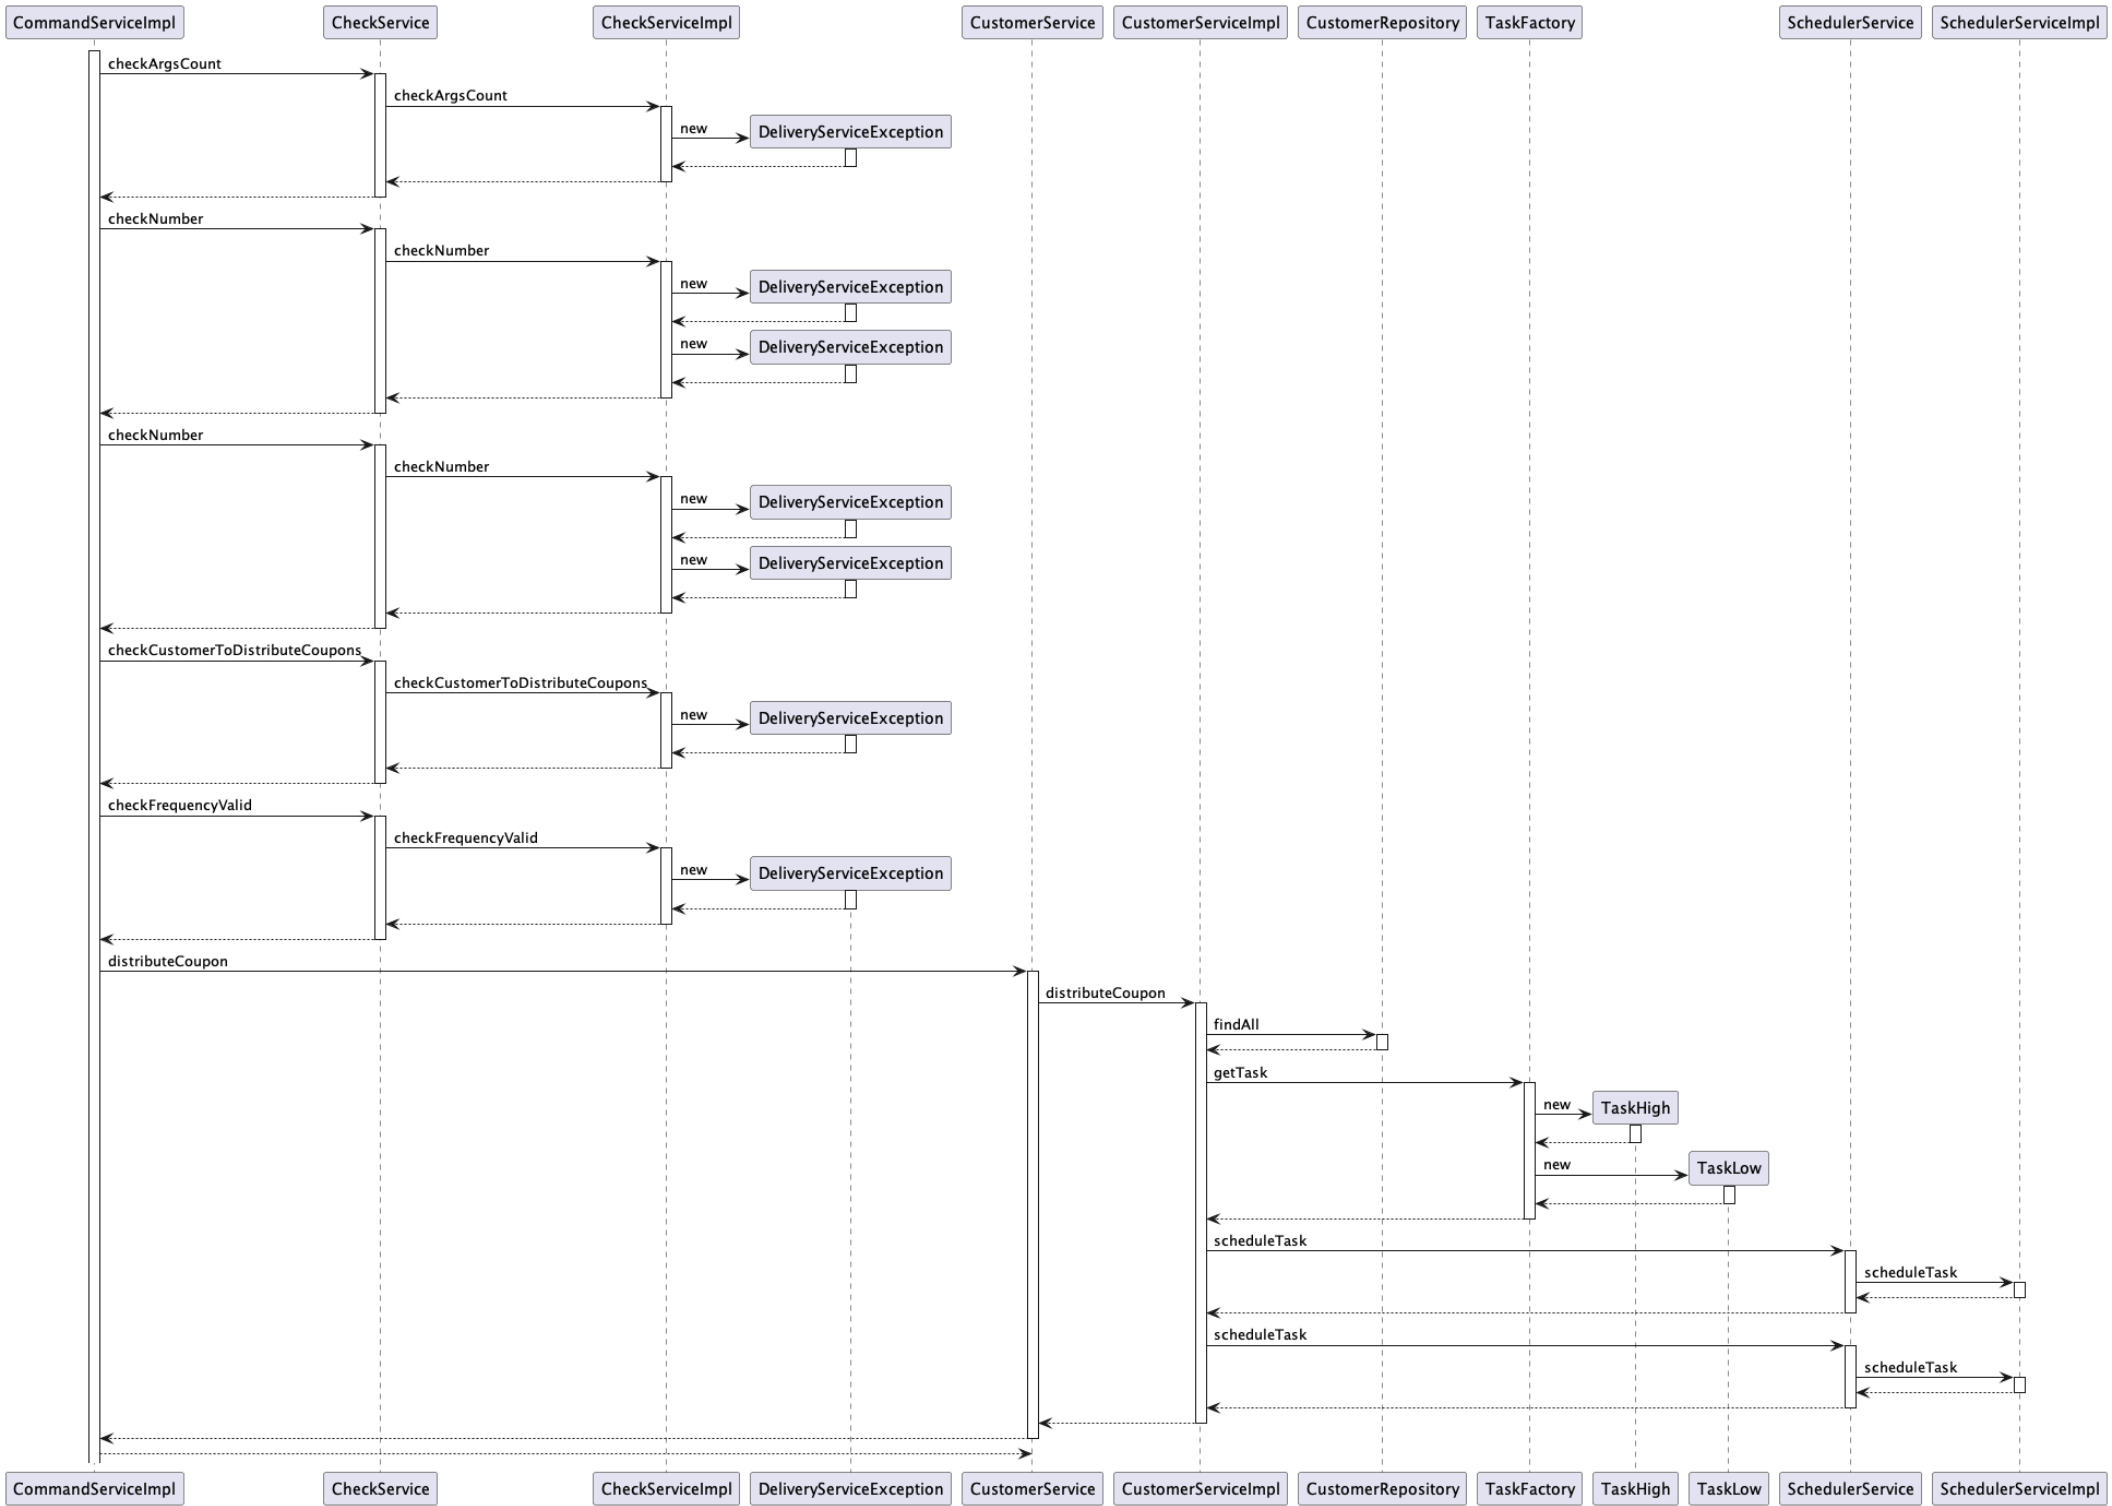 CommandServiceImpl CheckService CheckServiceImpl CustomerService CustomerServiceImpl CustomerRepository TaskFactory SchedulerService SchedulerServiceImpl
checkArgsCount
checkArgsCount
new DeliveryServiceException
checkNumber
checkNumber
new DeliveryServiceException
new DeliveryServiceException
checkNumber
checkNumber
new DeliveryServiceException
new DeliveryServiceException
checkCustomerToDistributeCoupons
checkCustomerToDistributeCoupons
new DeliveryServiceException
checkFrequencyValid
checkFrequencyValid
new DeliveryServiceException
distributeCoupon
distributeCoupon
findAll
getTask
new TaskHigh
new TaskLow
scheduleTask
scheduleTask
scheduleTask
scheduleTask
CommandServiceImpl CheckService CheckServiceImpl DeliveryServiceException CustomerService CustomerServiceImpl CustomerRepository TaskFactory TaskHigh TaskLow SchedulerService SchedulerServiceImpl